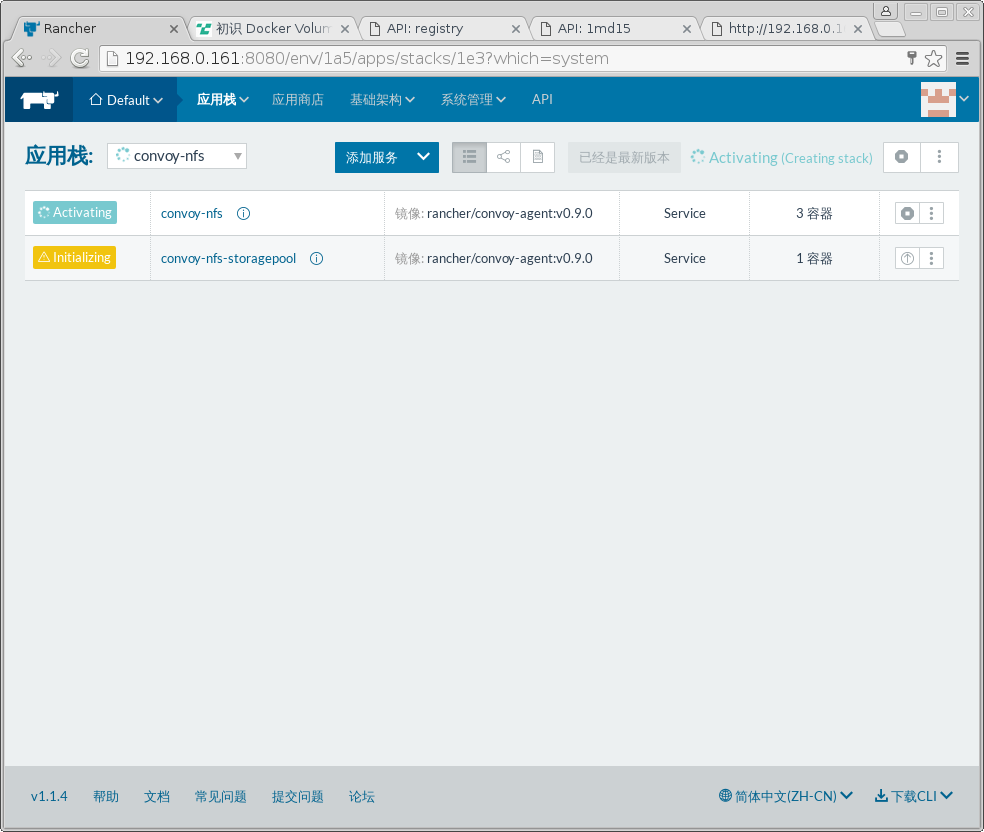 Rancher
初识 Docker Volum
API: registry
API: 1md15
http://192.168.0.1
192.168.0.161:8080/env/1a5/apps/stacks/1e3?which=system
Default 应用栈 应用商店 基础架构 系统管理 API
应用栈: convoy-nfs 添加服务 已经是最新版本 Activating (Creating stack)
Activating convoy-nfs 镜像: rancher/convoy-agent:v0.9.0 Service 3 容器
Initializing convoy-nfs-storagepool 镜像: rancher/convoy-agent:v0.9.0 Service 1 容器
v1.1.4 帮助 文档 常见问题 提交问题 论坛 简体中文(ZH-CN) 下载CLI